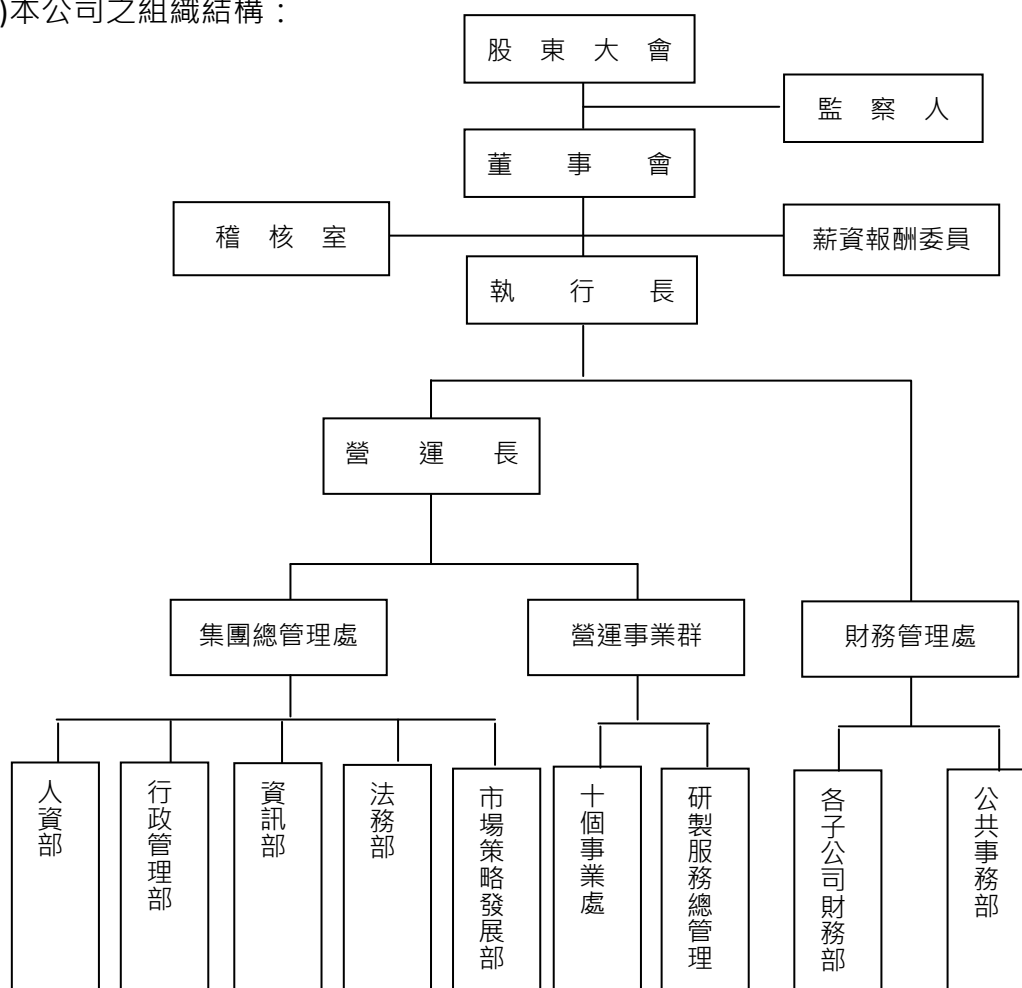 )本公司之組織結構：
股東大會
監察人
董事會
稽核室
薪資報酬委員
執行長
營運長
集團總管理處
營運事業群
財務管理處
人資部
行政管理部
資訊部
法務部
市場策略發展部
十個事業處
研製服務總管理
各子公司財務部
公共事務部